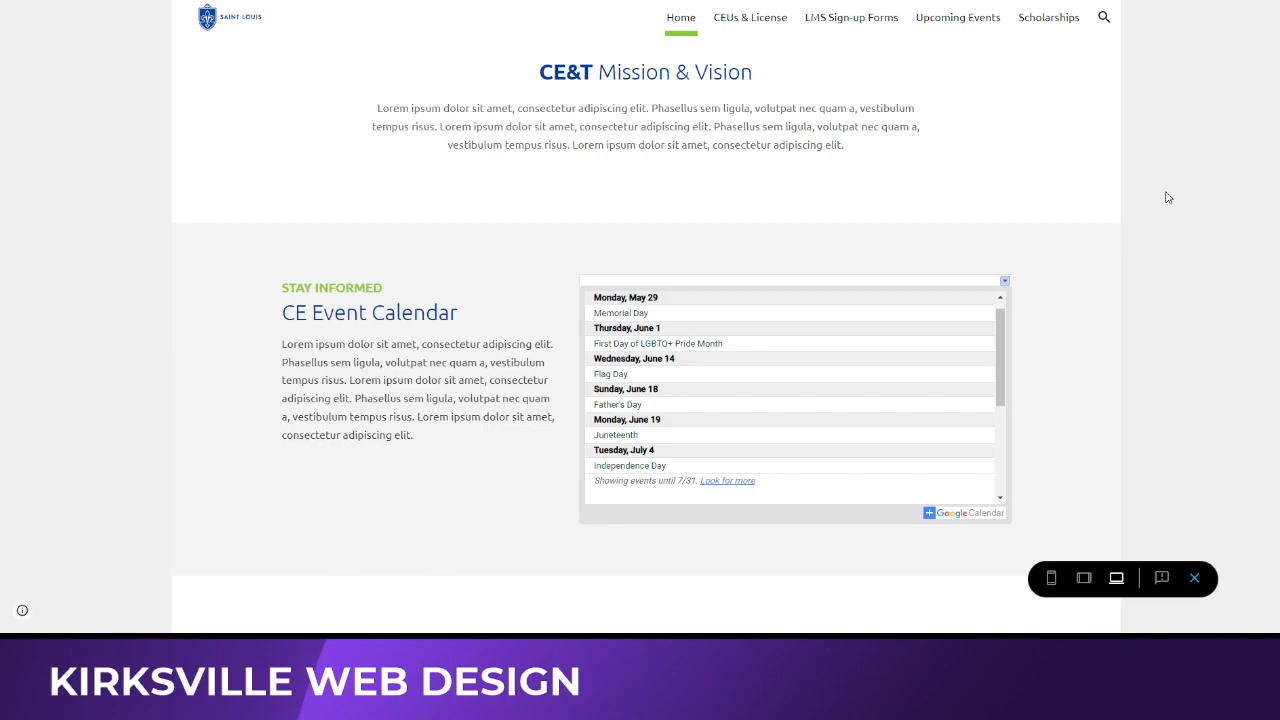 SAINT LOUIS
Home CEUs & License LMS Sign-up Forms Upcoming Events Scholarships
CE&T Mission & Vision
Lorem ipsum dolor sit amet, consectetur adipiscing elit. Phasellus sem ligula, volutpat nec quam a, vestibulum
tempus risus. Lorem ipsum dolor sit amet, consectetur adipiscing elit. Phasellus sem ligula, volutpat nec quam a,
vestibulum tempus risus. Lorem ipsum dolor sit amet, consectetur adipiscing elit.
STAY INFORMED
CE Event Calendar
Lorem ipsum dolor sit amet, consectetur adipiscing elit.
Phasellus sem ligula, volutpat nec quam a, vestibulum
tempus risus. Lorem ipsum dolor sit amet, consectetur
adipiscing elit. Phasellus sem ligula, volutpat nec quam
a, vestibulum tempus risus. Lorem ipsum dolor sit amet,
consectetur adipiscing elit.
Monday, May 29
Memorial Day
Thursday, June 1
First Day of LGBTQ+ Pride Month
Wednesday, June 14
Flag Day
Sunday, June 18
Father's Day
Monday, June 19
Juneteenth
Tuesday, July 4
Independence Day
Showing events until 7/31. Look for more
Google Calendar
KIRKSVILLE WEB DESIGN